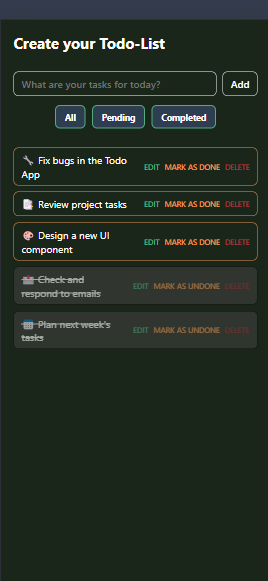 Create your Todo-List
What are your tasks for today?
Add
All
Pending
Completed
🔧 Fix bugs in the Todo
App
EDIT MARK AS DONE DELETE
📑 Review project tasks
EDIT MARK AS DONE DELETE
🎨 Design a new UI
component
EDIT MARK AS DONE DELETE
📩 Check and
respond to emails
EDIT MARK AS UNDONE DELETE
📅 Plan next week's
tasks
EDIT MARK AS UNDONE DELETE